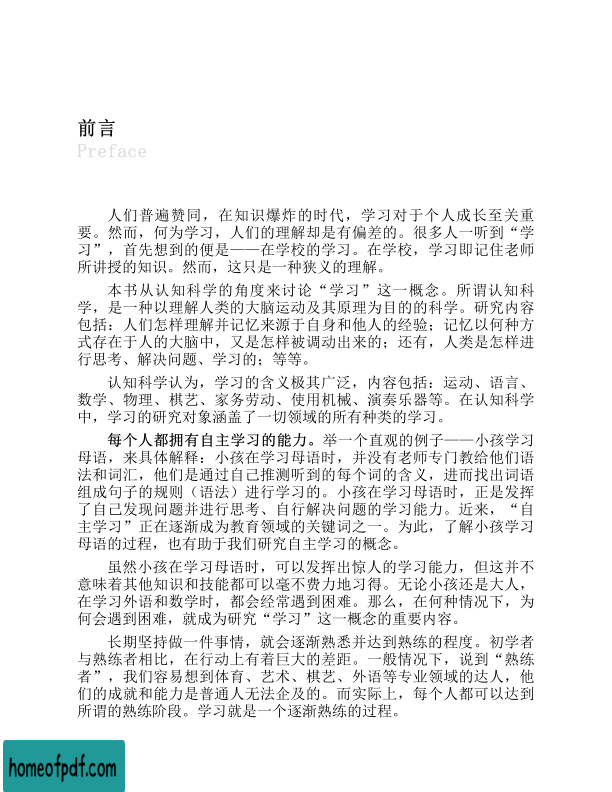 前言
Preface
人们普遍赞同，在知识爆炸的时代，学习对于个人成长至关重
要。然而，何为学习，人们的理解却是有偏差的。很多人一听到“学
习”，首先想到的便是——在学校的学习。在学校，学习即记住老师
所讲授的知识。然而，这只是一种狭义的理解。
本书从认知科学的角度来讨论“学习”这一概念。所谓认知科
学，是一种以理解人类的大脑运动及其原理为目的的科学。研究内容
包括：人们怎样理解并记忆来源于自身和他人的经验；记忆以何种方
式存在于人的大脑中，又是怎样被调动出来的；还有，人类是怎样进
行思考、解决问题、学习的；等等。
认知科学认为，学习的含义极其广泛，内容包括：运动、语言、
数学、物理、棋艺、家务劳动、使用机械、演奏乐器等。在认知科学
中，学习的研究对象涵盖了一切领域的所有种类的学习。
每个人都拥有自主学习的能力。举一个直观的例子——小孩学习
母语，来具体解释：小孩在学习母语时，并没有老师专门教给他们语
法和词汇，他们是通过自己推测听到的每个词的含义，进而找出词语
组成句子的规则（语法）进行学习的。小孩在学习母语时，正是发挥
了自己发现问题并进行思考、自行解决问题的学习能力。近来，“自
主学习”正在逐渐成为教育领域的关键词之一。为此，了解小孩学习
母语的过程，也有助于我们研究自主学习的概念。
虽然小孩在学习母语时，可以发挥出惊人的学习能力，但这并不
意味着其他知识和技能都可以毫不费力地习得。无论小孩还是大人，
在学习外语和数学时，都会经常遇到困难。那么，在何种情况下，为
何会遇到困难，就成为研究“学习”这一概念的重要内容。
长期坚持做一件事情，就会逐渐熟悉并达到熟练的程度。初学者
与熟练者相比，在行动上有着巨大的差距。一般情况下，说到“熟练
者”，我们容易想到体育、艺术、棋艺、外语等专业领域的达人，他
们的成就和能力是普通人无法企及的。而实际上，每个人都可以达到
所谓的熟练阶段。学习就是一个逐渐熟练的过程。
homeofpdf.com